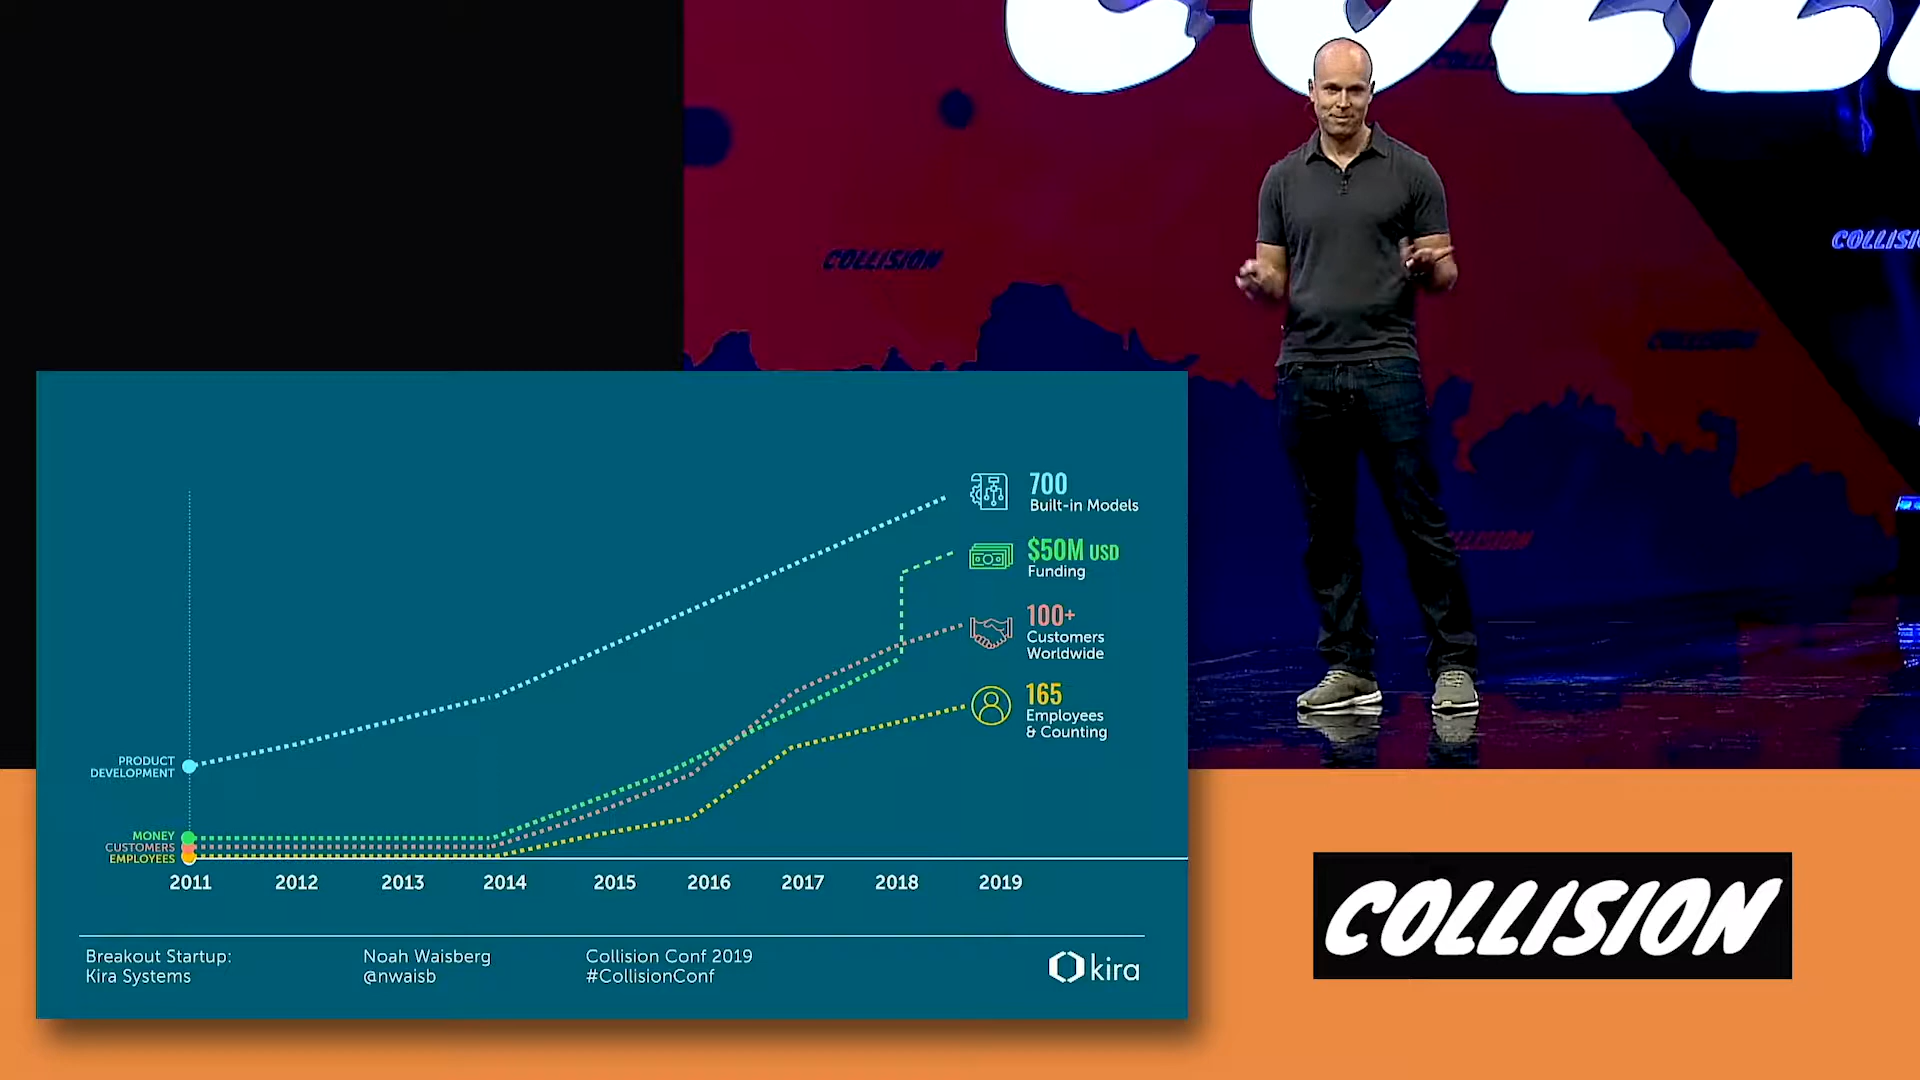 COLLISION
COLLISI
COLLISION
COLLISION
700
Built-in Models
$50M USD
Funding
100+
Customers
Worldwide
165
Employees
& Counting
PRODUCT
DEVELOPMENT
MONEY
CUSTOMERS
EMPLOYEES
2011 2012 2013 2014 2015 2016 2017 2018 2019
Breakout Startup:
Kira Systems
Noah Waisberg
@nwaisb
Collision Conf 2019
#CollisionConf
kira
COLLISION